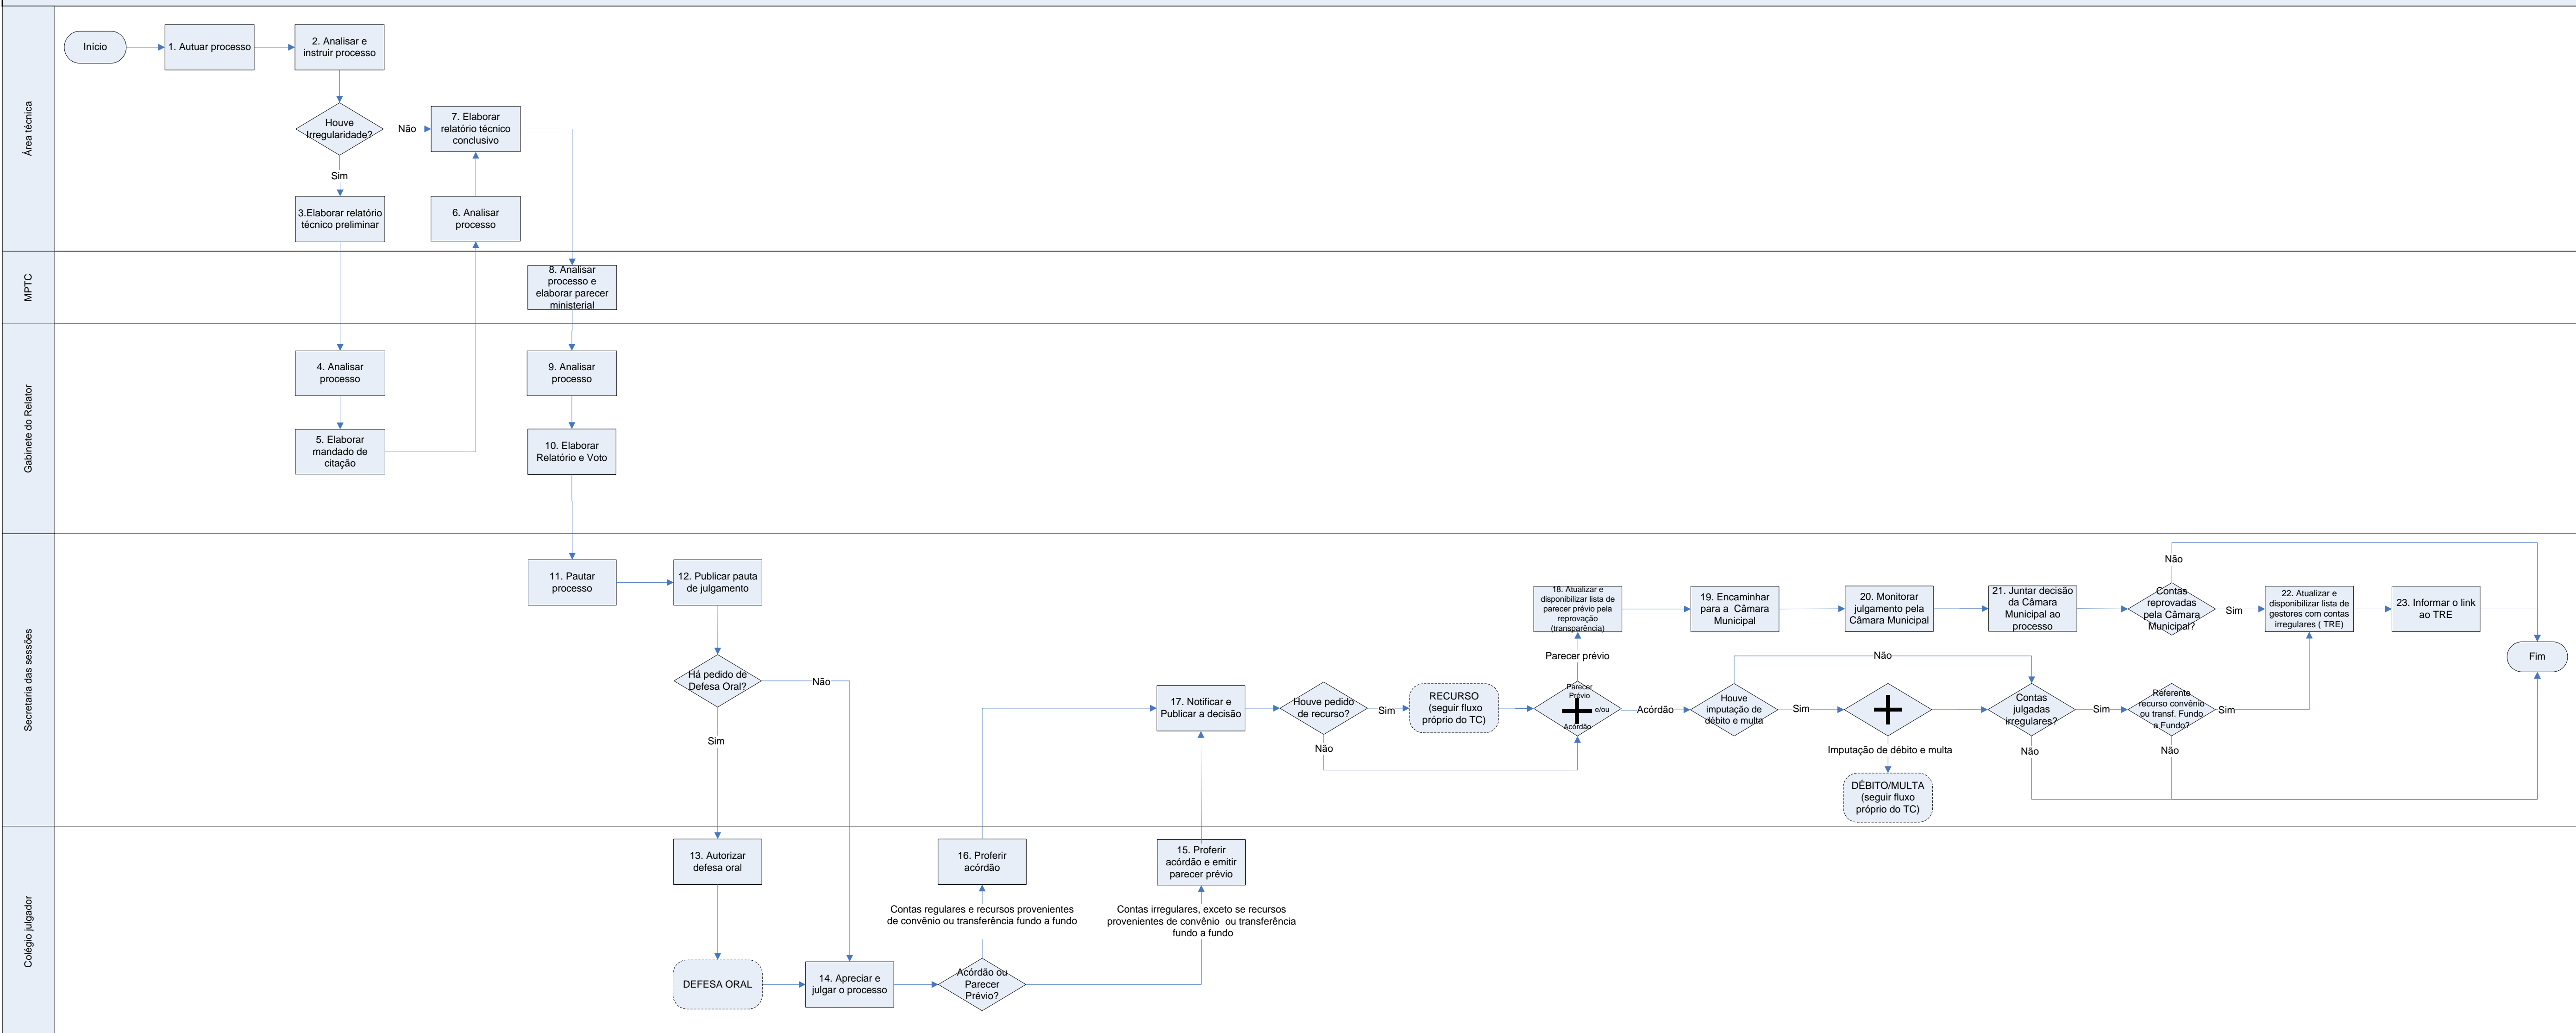 Área técnica
Início
1. Autuar processo
2. Analisar e
instruir processo
Houve
Irregularidade?
Não
7. Elaborar
relatório técnico
conclusivo
Sim
3.Elaborar relatório
técnico preliminar
6. Analisar
processo
MPTC
8. Analisar
processo e
elaborar parecer
ministerial
Gabinete do Relator
4. Analisar
processo
9. Analisar
processo
5. Elaborar
mandado de
citação
10. Elaborar
Relatório e Voto
Secretaria das sessões
11. Pautar
processo
12. Publicar pauta
de julgamento
Há pedido de
Defesa Oral?
Não
Sim
17. Notificar e
Publicar a decisão
Houve pedido
de recurso?
Sim
Não
RECURSO
(seguir fluxo
próprio do TC)
Parecer
Prévio
e/ou
Acórdão
Parecer prévio
18. Atualizar e
disponibilizar lista de
parecer prévio pela
reprovação
(transparência)
19. Encaminhar
para a Câmara
Municipal
20. Monitorar
julgamento pela
Câmara Municipal
21. Juntar decisão
da Câmara
Municipal ao
processo
Contas
reprovadas
pela Câmara
Municipal?
Não
Sim
22. Atualizar e
disponibilizar lista de
gestores com contas
irregulares ( TRE)
23. Informar o link
ao TRE
Fim
Acórdão
Houve
imputação de
débito e multa
Não
Sim
Imputação de débito e multa
DÉBITO/MULTA
(seguir fluxo
próprio do TC)
Contas
julgadas
irregulares?
Sim
Não
Referente
recurso convênio
ou transf. Fundo
a Fundo?
Sim
Não
Colégio julgador
13. Autorizar
defesa oral
16. Proferir
acórdão
15. Proferir
acórdão e emitir
parecer prévio
Contas regulares e recursos provenientes
de convênio ou transferência fundo a fundo
Contas irregulares, exceto se recursos
provenientes de convênio ou transferência
fundo a fundo
DEFESA ORAL
14. Apreciar e
julgar o processo
Acórdão ou
Parecer
Prévio?